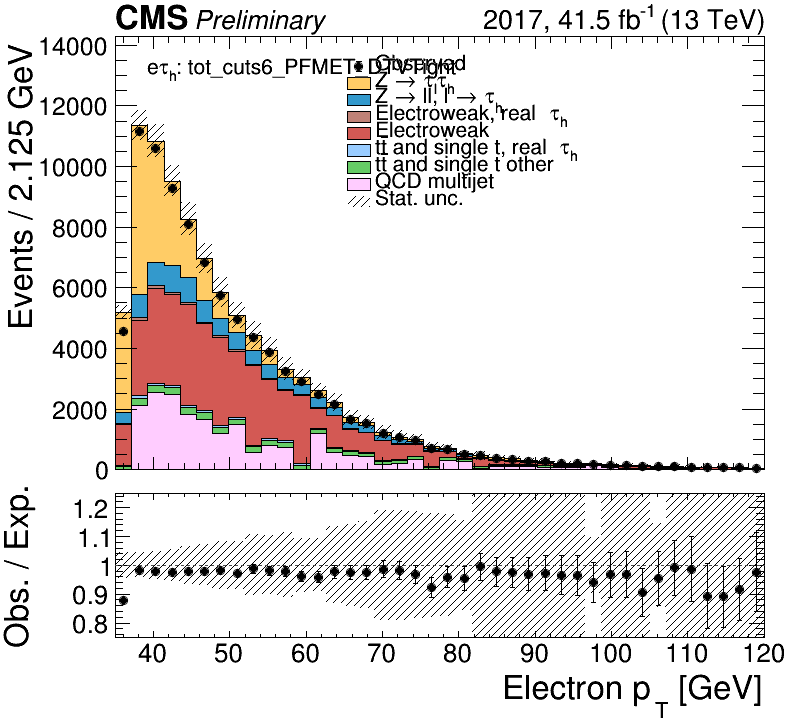 CMS Preliminary 2017, 41.5 fb-1 (13 TeV)
Events / 2.125 GeV
14000
12000
10000
8000
6000
4000
2000
0
eτh: tot_cuts6_PFMET
Observed
Z → ττh
Z → ll, l → τh
Electroweak, real τh
Electroweak
tt and single t, real τh
tt and single t other
QCD multijet
Stat. unc.
Obs. / Exp.
1.2
1.1
1
0.9
0.8
40 50 60 70 80 90 100 110 120
Electron pT [GeV]